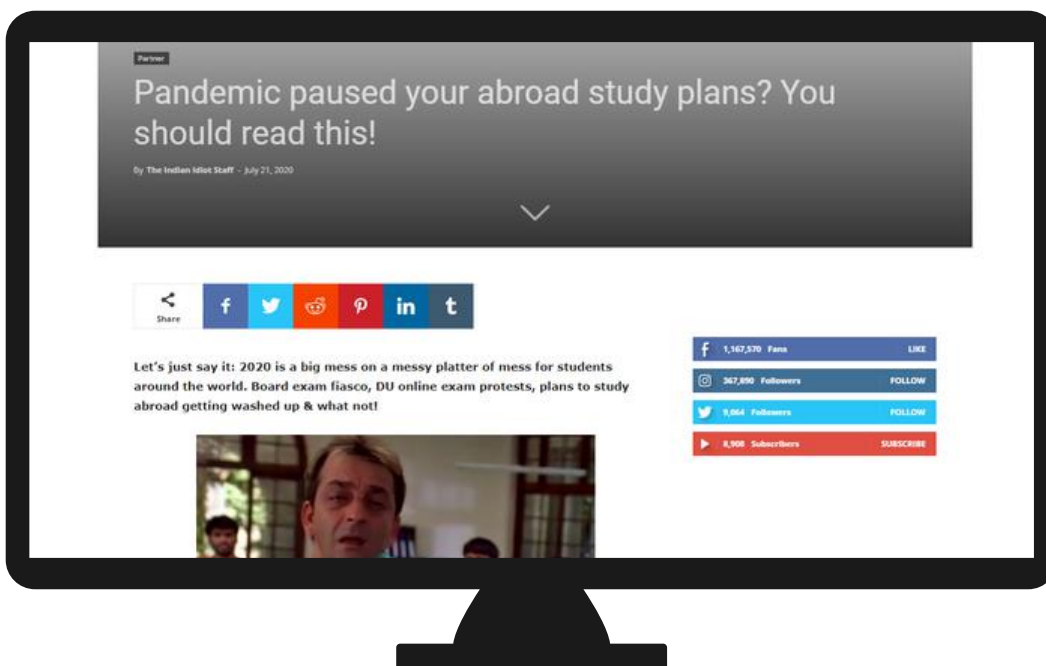 Partner
Pandemic paused your abroad study plans? You
should read this!
By The Indian Idiot Staff - July 21, 2020
Share
Let's just say it: 2020 is a big mess on a messy platter of mess for students
around the world. Board exam fiasco, DU online exam protests, plans to study
abroad getting washed up & what not!
1,167,570 Fans LIKE
367,890 Followers FOLLOW
9,064 Followers FOLLOW
8,908 Subscribers SUBSCRIBE